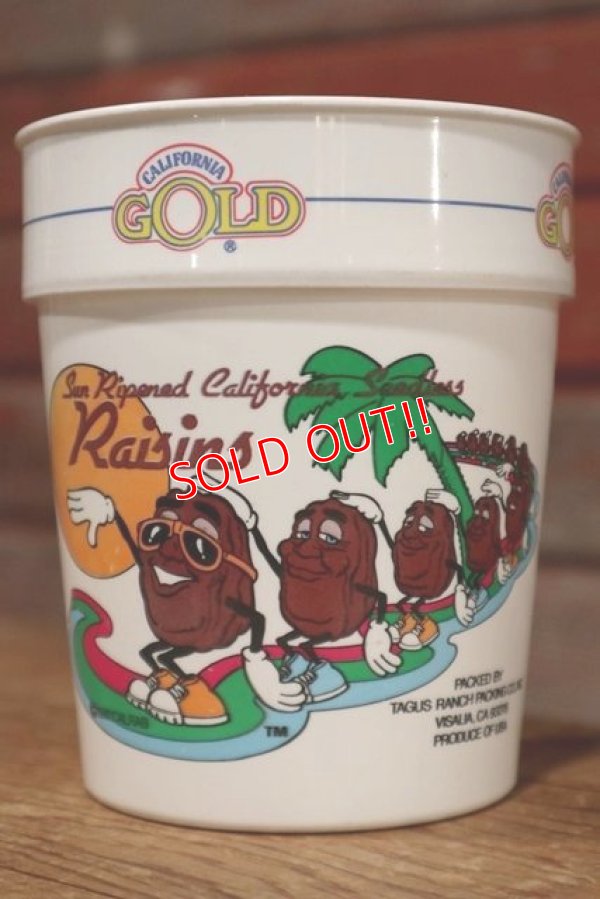 CALIFORNIA
GOLD
®
Sun Ripened California Seedless
Raisins
SOLD OUT!!
TM
PACKED BY
TAGUS RANCH PACKING CO.
VISALIA, CA
PRODUCE OF USA